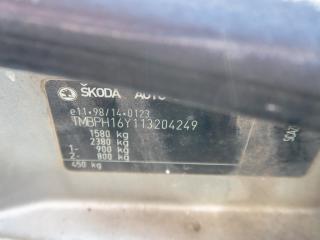 ŠKODA AUTO
e11*98/14*0123
TMBPH16Y113204249
1580 kg
2380 kg
1- 900 kg
2- 800 kg
450 kg